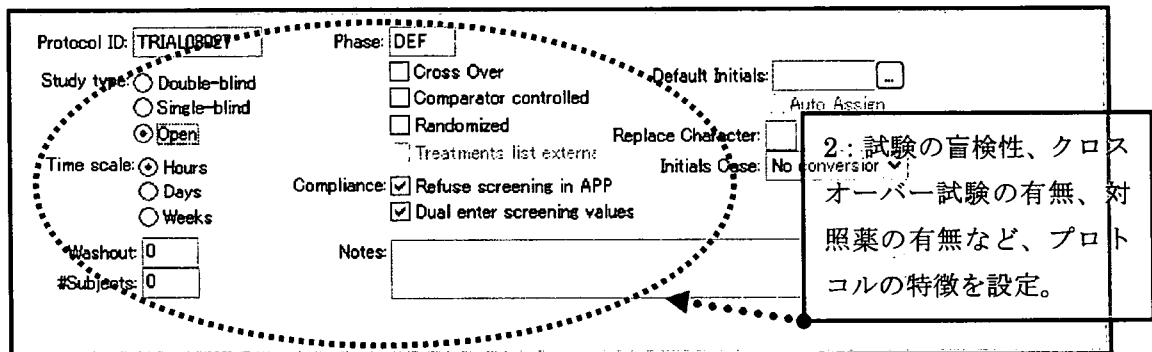 Protocol ID: TRIAL03927 Phase: DEF
Study type: Double-blind Cross Over Default Initials: ...
Single-blind Comparator controlled Auto Assign
Open Randomized Replace Character:
Treatments list externa Initials Case: No conversion
Time scale: Hours Compliance: Refuse screening in APP
Days Dual enter screening values
Weeks
Washout: 0 Notes:
#Subjects: 0
2: 試験の盲検性、クロス
オーバー試験の有無、対
照薬の有無など、プロト
コルの特徴を設定。